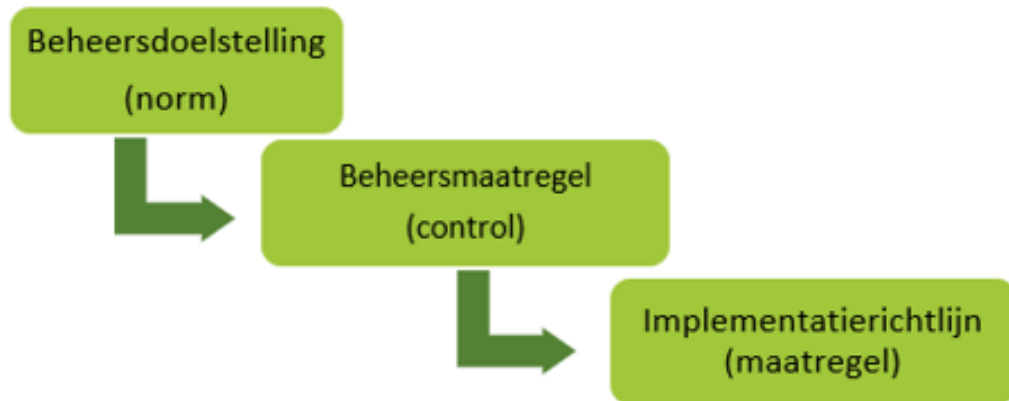 Beheersdoelstelling
(norm)
Beheersmaatregel
(control)
Implementatierichtlijn
(maatregel)